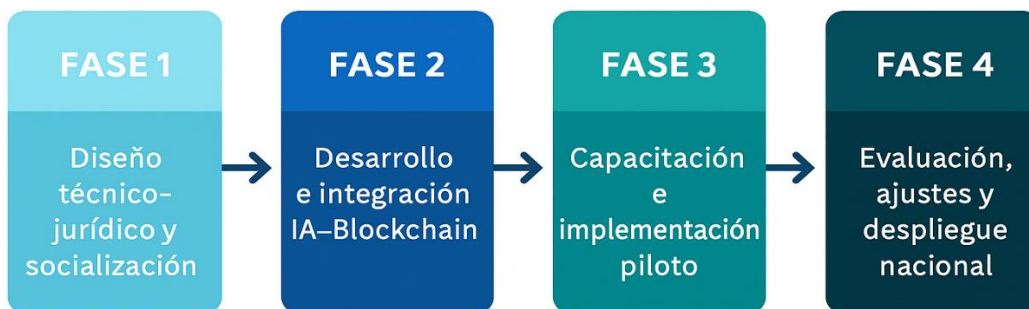 FASE 1
Diseño
técnico-
jurídico y
socialización
FASE 2
Desarrollo
e integración
IA–Blockchain
FASE 3
Capacitación
e
implementación
piloto
FASE 4
Evaluación,
ajustes y
despliegue
nacional